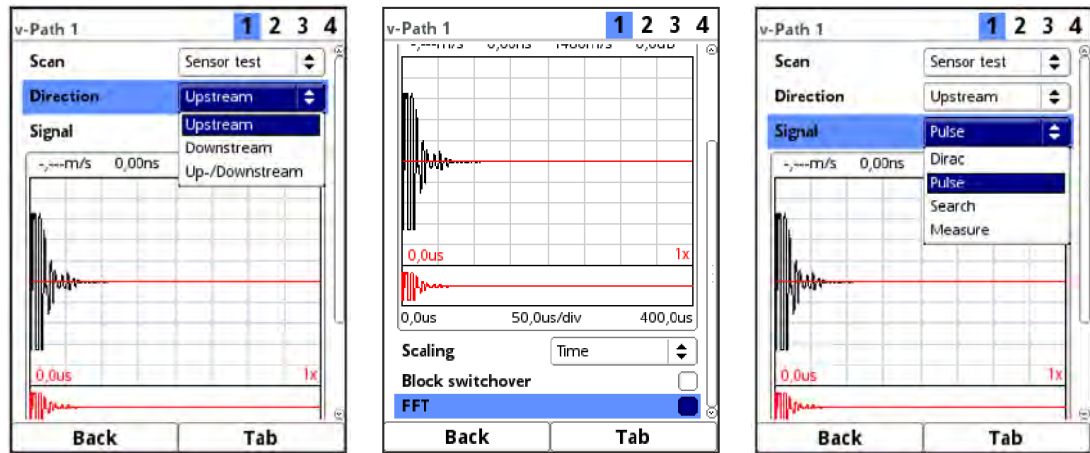 v-Path 1
1 2 3 4
Scan
Sensor test
Direction
Upstream
Upstream
Downstream
Up-/Downstream
Signal
-,---m/s 0,00ns
0,0us
1x
Back
Tab
v-Path 1
1 2 3 4
-,---m/s 0,00ns 1480m/s 0,0dB
0,0us
1x
0,0us
50,0us/div
400,0us
Scaling
Time
Block switchover
FFT
Back
Tab
v-Path 1
1 2 3 4
Scan
Sensor test
Direction
Upstream
Signal
Pulse
Dirac
Pulse
Search
Measure
-,---m/s 0,00ns
0,0us
1x
Back
Tab